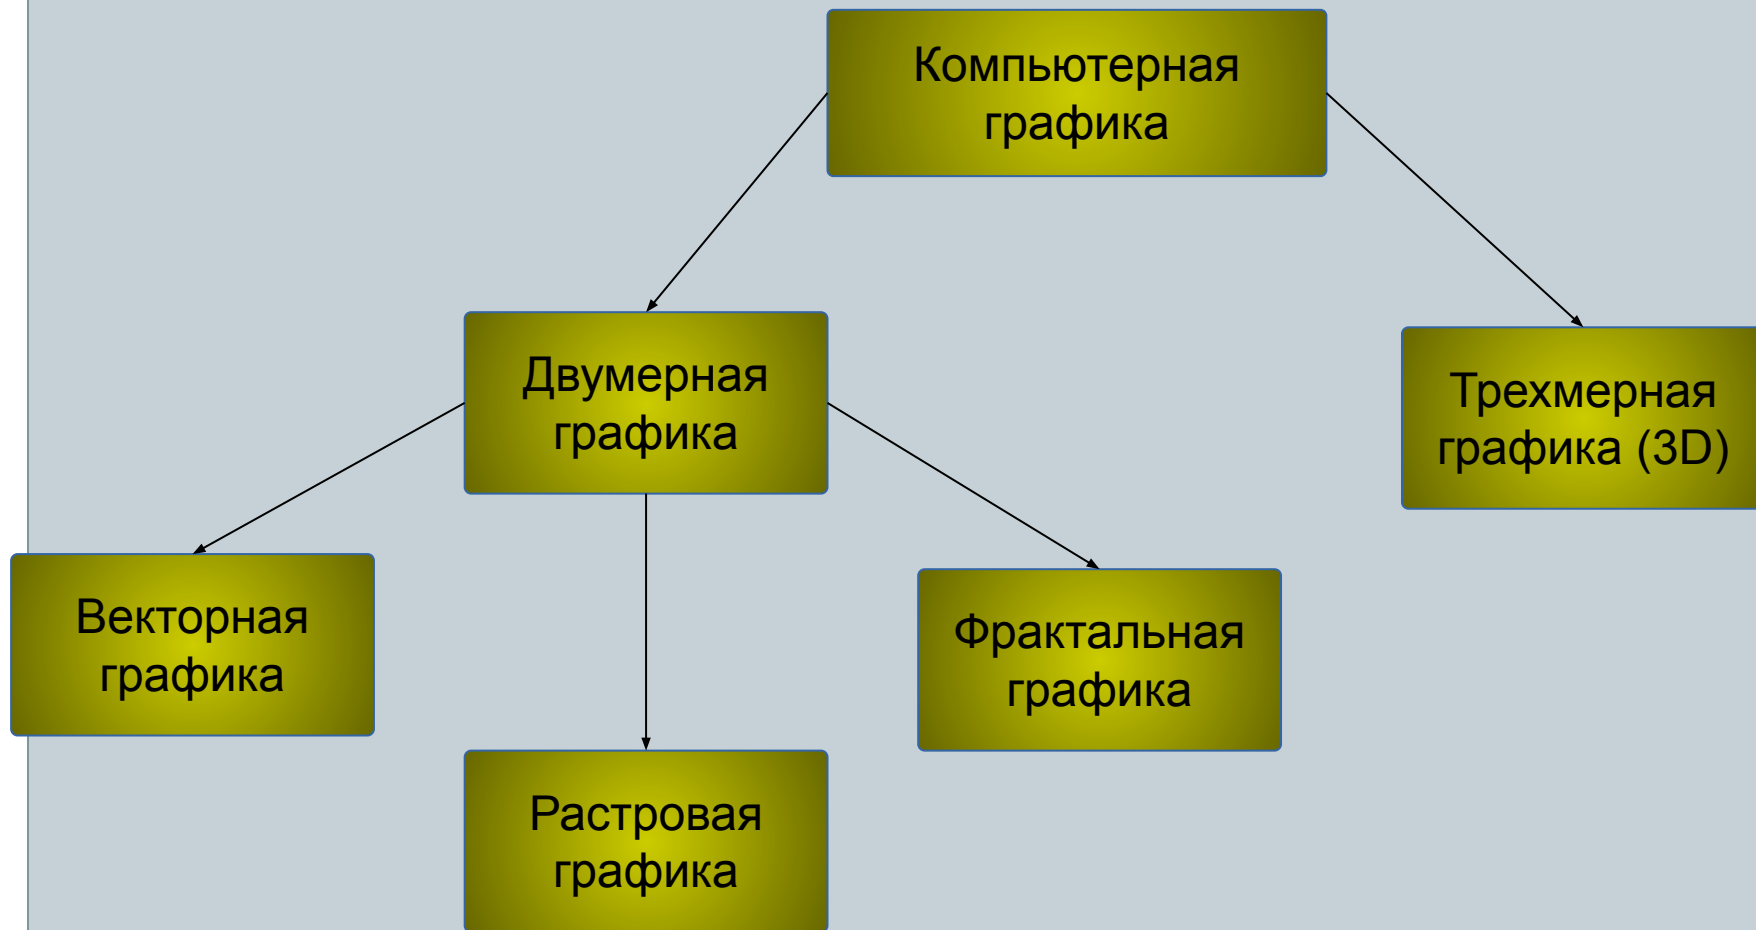 Компьютерная
графика
Двумерная
графика
Трехмерная
графика (3D)
Векторная
графика
Фрактальная
графика
Растровая
графика